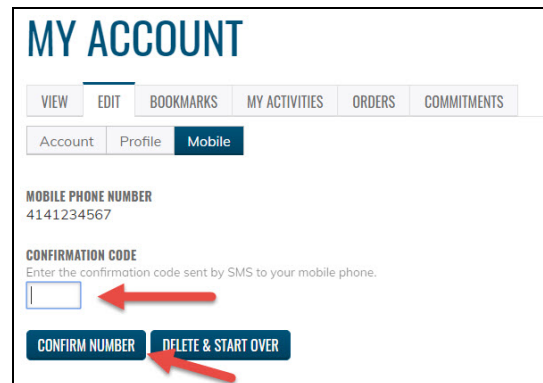 MY ACCOUNT
VIEW EDIT BOOKMARKS MY ACTIVITIES ORDERS COMMITMENTS
Account Profile Mobile
MOBILE PHONE NUMBER
4141234567
CONFIRMATION CODE
Enter the confirmation code sent by SMS to your mobile phone.
CONFIRM NUMBER DELETE & START OVER